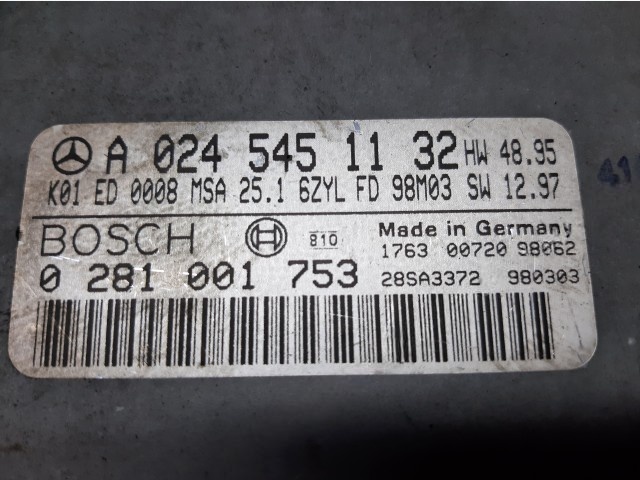 A 024 545 11 32 HW 48.95
K01 ED 0008 MSA 25.1 6ZYL FD 98M03 SW 12.97
BOSCH 810 Made in Germany
1763 00720 98062
0 281 001 753 28SA3372 980303